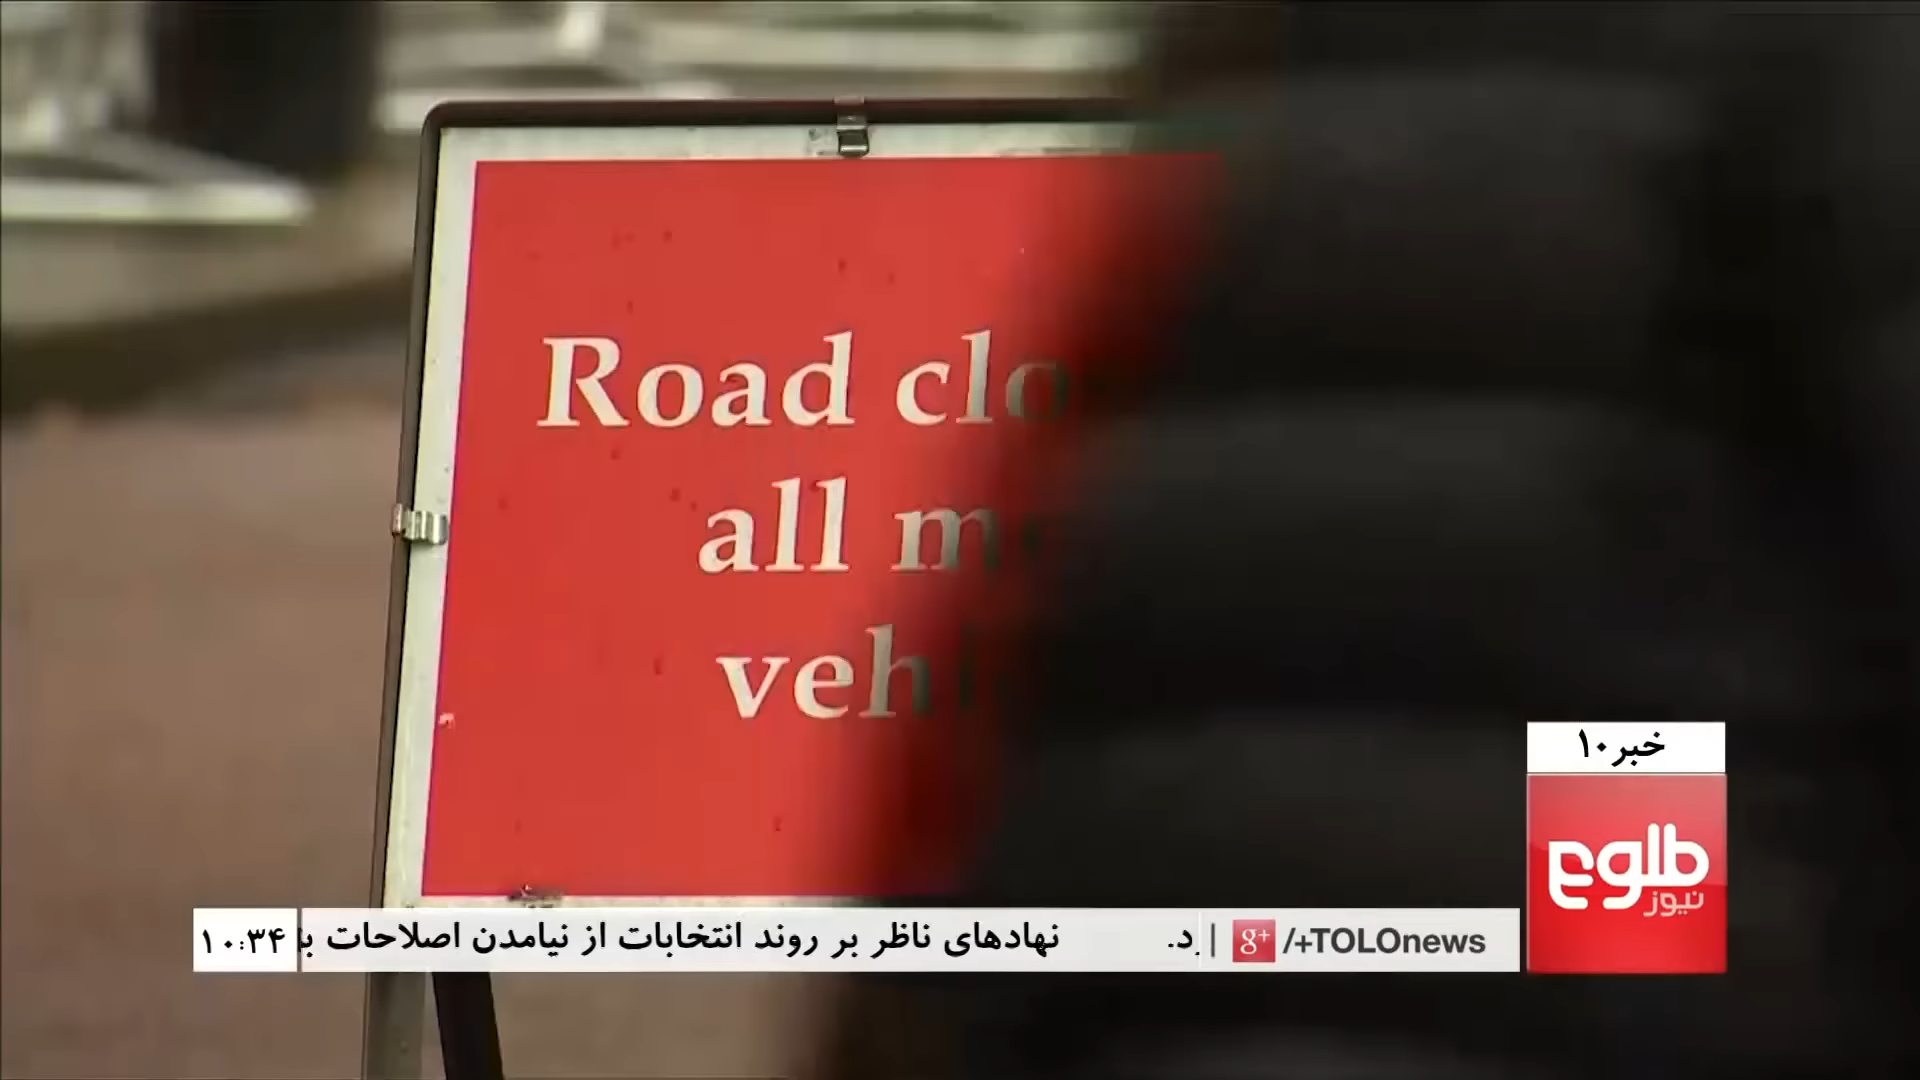 Road clo
all m
veh
خبر۱۰
طلوع
نیوز
۱۰:۳۴
نهادهای ناظر بر روند انتخابات از نیامدن اصلاحات
د.
| g+ /+TOLOnews